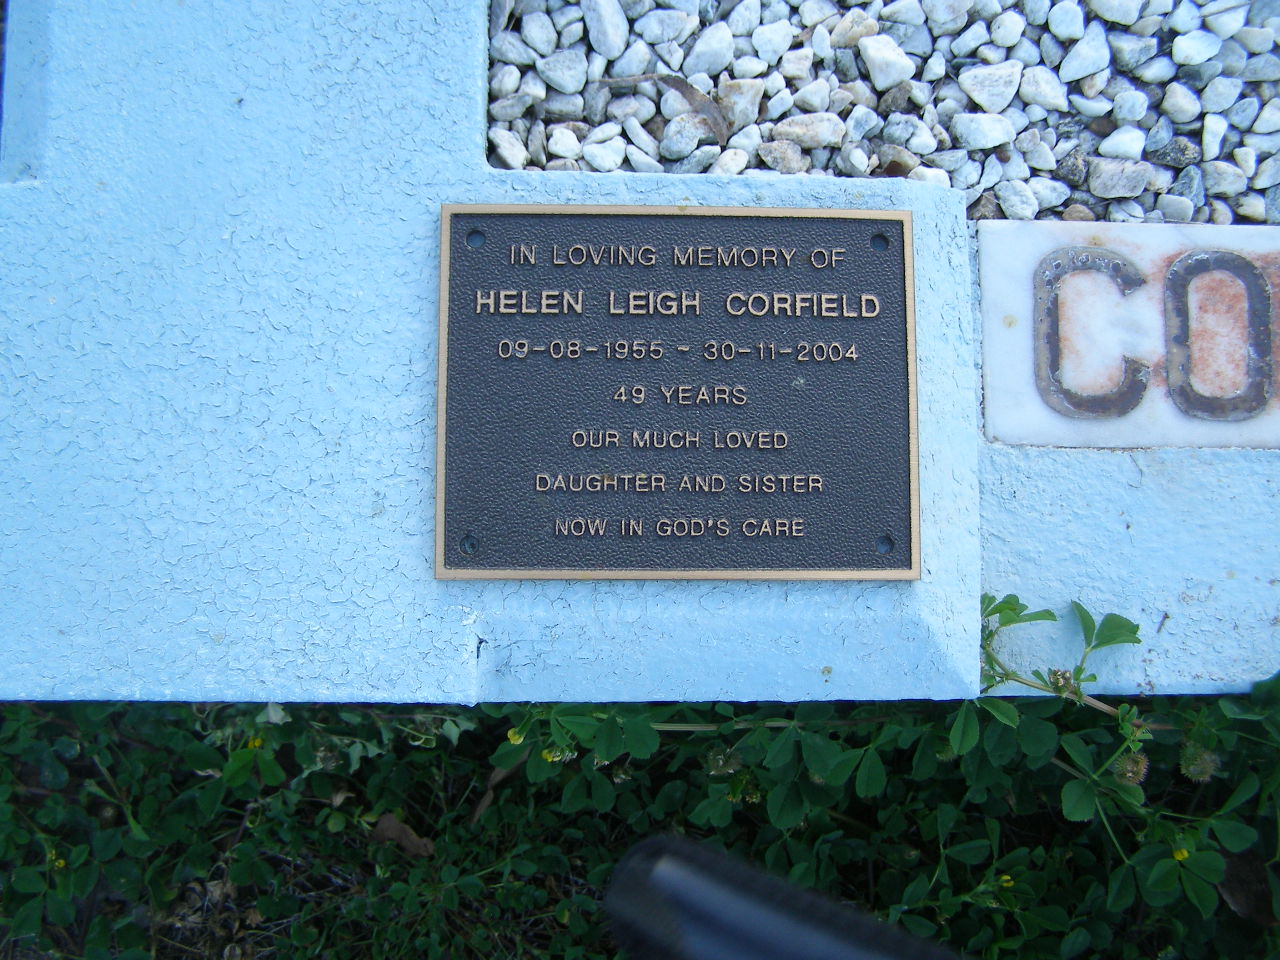 IN LOVING MEMORY OF
HELEN LEIGH CORFIELD
09-08-1955 - 30-11-2004
49 YEARS
OUR MUCH LOVED
DAUGHTER AND SISTER
NOW IN GOD'S CARE
CO